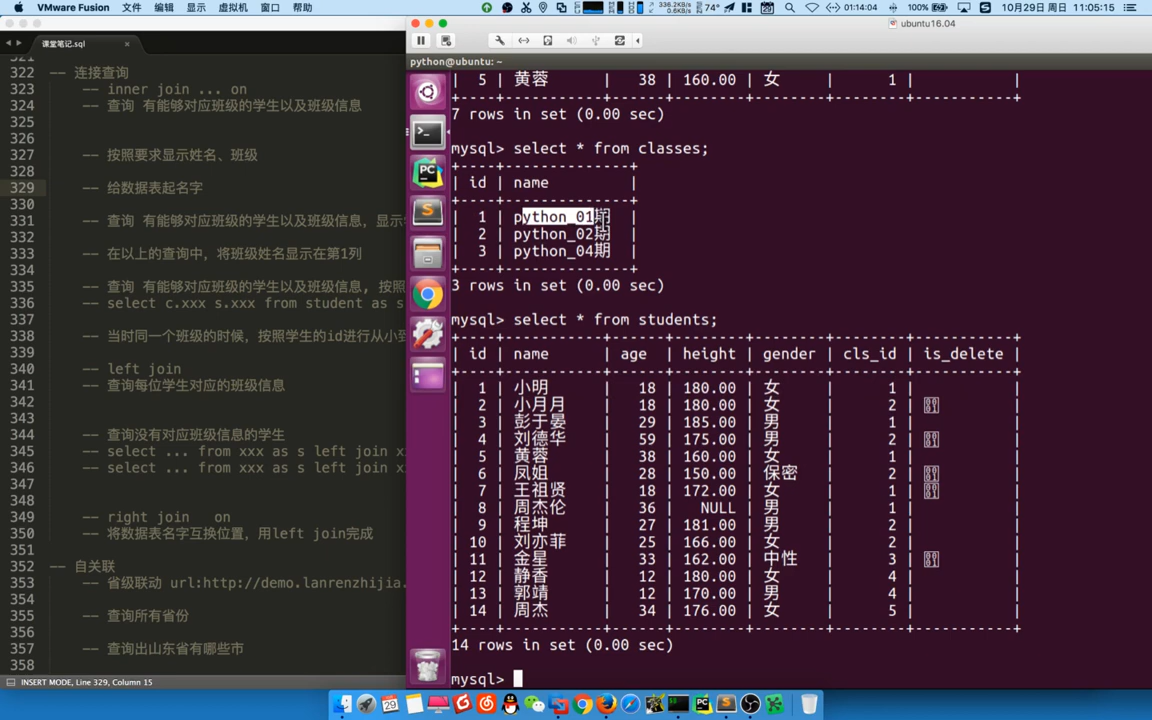 VMware Fusion 文件 编辑 显示 虚拟机 窗口 帮助 336.2KB/s 0.6KB/s 74° 01:14:04 100% 10月29日 周日 11:05:15
课堂笔记.sql
322 -- 连接查询
323 -- inner join ... on
324 -- 查询 有能够对应班级的学生以及班级信息
325
326
327 -- 按照要求显示姓名、班级
328
329 -- 给数据表起名字
330
331 -- 查询 有能够对应班级的学生以及班级信息，显示
332
333 -- 在以上的查询中，将班级姓名显示在第1列
334
335 -- 查询 有能够对应班级的学生以及班级信息, 按照
336 -- select c.xxx s.xxx from student as s
337
338 -- 当时同一个班级的时候，按照学生的id进行从小到
339
340 -- left join
341 -- 查询每位学生对应的班级信息
342
343
344 -- 查询没有对应班级信息的学生
345 -- select ... from xxx as s left join x
346 -- select ... from xxx as s left join x
347
348
349 -- right join   on
350 -- 将数据表名字互换位置，用left join完成
351
352 -- 自关联
353 -- 省级联动 url:http://demo.lanrenzhijia.
354
355 -- 查询所有省份
356
357 -- 查询出山东省有哪些市
358
INSERT MODE, Line 329, Column 15
ubuntu16.04
python@ubuntu: ~
| 5 | 黄蓉 | 38 | 160.00 | 女 | 1 | |
+----+-----------+------+--------+--------+--------+-----------+
7 rows in set (0.00 sec)
mysql> select * from classes;
+----+--------------+
| id | name |
+----+--------------+
| 1 | python_01期 |
| 2 | python_02期 |
| 3 | python_04期 |
+----+--------------+
3 rows in set (0.00 sec)
mysql> select * from students;
+----+-----------+------+--------+--------+--------+-----------+
| id | name | age | height | gender | cls_id | is_delete |
+----+-----------+------+--------+--------+--------+-----------+
| 1 | 小明 | 18 | 180.00 | 女 | 1 | |
| 2 | 小月月 | 18 | 180.00 | 女 | 2 | |
| 3 | 彭于晏 | 29 | 185.00 | 男 | 1 | |
| 4 | 刘德华 | 59 | 175.00 | 男 | 2 | |
| 5 | 黄蓉 | 38 | 160.00 | 女 | 1 | |
| 6 | 凤姐 | 28 | 150.00 | 保密 | 2 | |
| 7 | 王祖贤 | 18 | 172.00 | 女 | 1 | |
| 8 | 周杰伦 | 36 | NULL | 男 | 1 | |
| 9 | 程坤 | 27 | 181.00 | 男 | 2 | |
| 10 | 刘亦菲 | 25 | 166.00 | 女 | 2 | |
| 11 | 金星 | 33 | 162.00 | 中性 | 3 | |
| 12 | 静香 | 12 | 180.00 | 女 | 4 | |
| 13 | 郭靖 | 12 | 170.00 | 男 | 4 | |
| 14 | 周杰 | 34 | 176.00 | 女 | 5 | |
+----+-----------+------+--------+--------+--------+-----------+
14 rows in set (0.00 sec)
mysql>